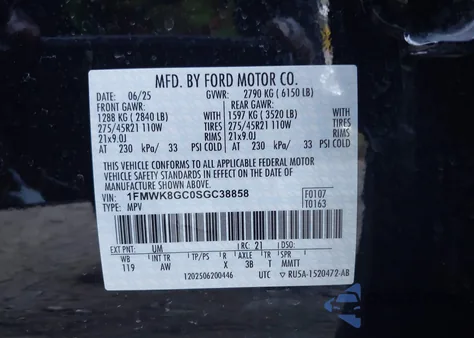 MFD. BY FORD MOTOR CO.
DATE: 06/25 GVWR: 2790 KG ( 6150 LB)
FRONT GAWR: REAR GAWR:
1288 KG ( 2840 LB) 1597 KG ( 3520 LB)
275/45R21 110W TIRES 275/45R21 110W TIRES
21x9.0J RIMS 21x9.0J RIMS
AT 230 kPa/ 33 PSI COLD AT 230 kPa/ 33 PSI COLD
THIS VEHICLE CONFORMS TO ALL APPLICABLE FEDERAL MOTOR
VEHICLE SAFETY STANDARDS IN EFFECT ON THE DATE OF
MANUFACTURE SHOWN ABOVE.
VIN: 1FMWK8GC0SGC38858 F0107
TYPE: MPV T0163
EXT PNT: UM RC: 21 DSO:
WB BRK INT TR TP/PS R AXLE TR SPR
119 AW X 3B T MMTT
1202506200446 UTC ▽ RU5A-1520472-AB